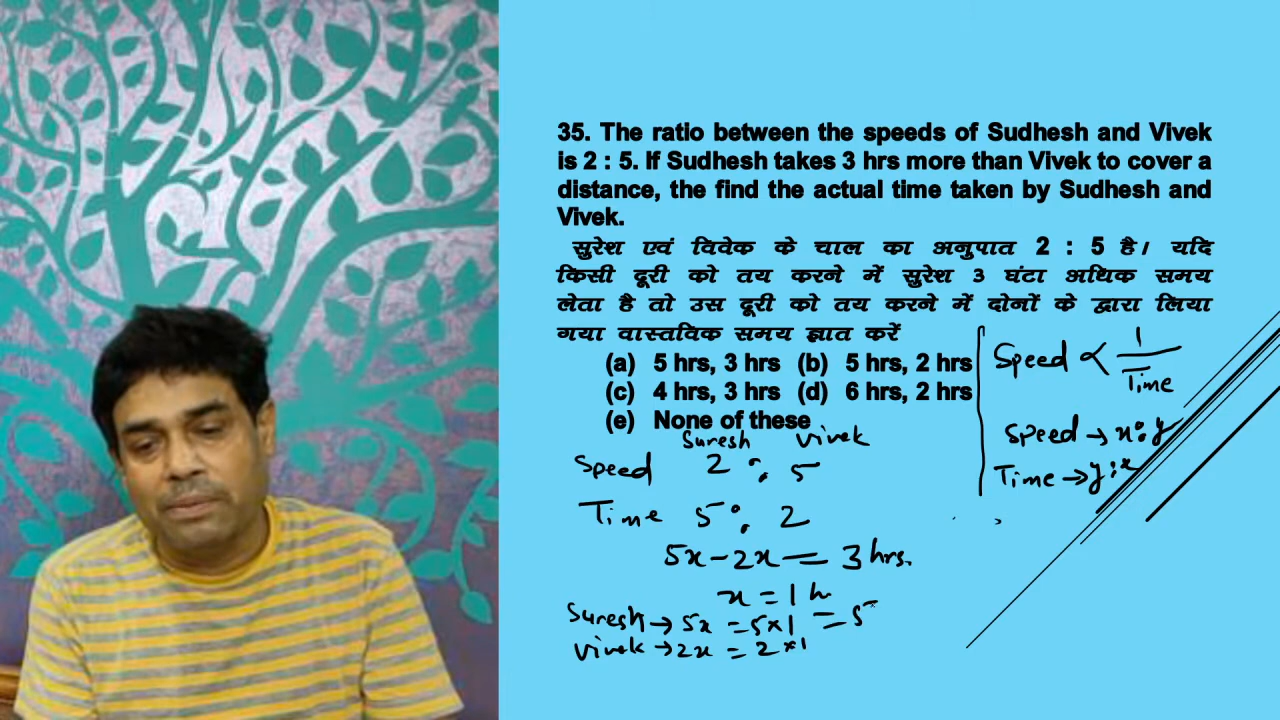 35. The ratio between the speeds of Sudhesh and Vivek
is 2 : 5. If Sudhesh takes 3 hrs more than Vivek to cover a
distance, the find the actual time taken by Sudhesh and
Vivek.
सुरेश एवं विवेक के चाल का अनुपात 2 : 5 है। यदि
किसी दूरी को तय करने में सुरेश 3 घंटा अधिक समय
लेता है तो उस दूरी को तय करने में दोनों के द्वारा लिया
गया वास्तविक समय ज्ञात करें
(a) 5 hrs, 3 hrs (b) 5 hrs, 2 hrs
(c) 4 hrs, 3 hrs (d) 6 hrs, 2 hrs
(e) None of these
Speed ∝ 1/Time
Speed → x:y
Time → y:x
Suresh Vivek
Speed 2 : 5
Time 5 : 2
5x - 2x = 3 hrs.
x = 1 h
Suresh → 5x = 5×1 = 5
Vivek → 2x = 2×1